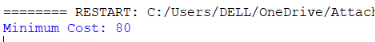 ======== RESTART: C:/Users/DELL/OneDrive/Attach
Minimum Cost: 80